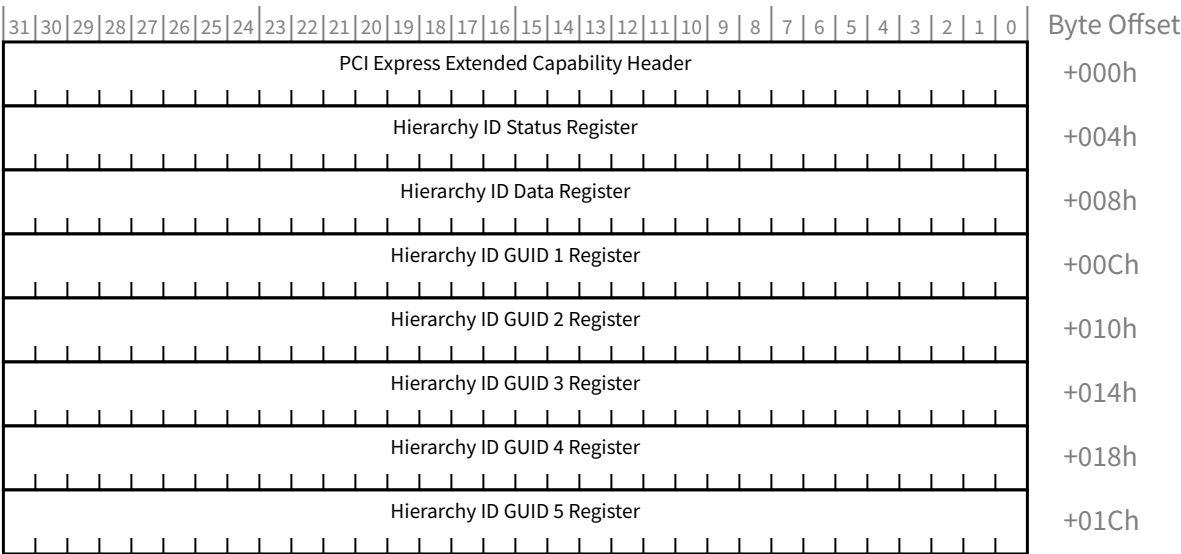 31 30 29 28 27 26 25 24 23 22 21 20 19 18 17 16 15 14 13 12 11 10 9 8 7 6 5 4 3 2 1 0 Byte Offset
PCI Express Extended Capability Header +000h
Hierarchy ID Status Register +004h
Hierarchy ID Data Register +008h
Hierarchy ID GUID 1 Register +00Ch
Hierarchy ID GUID 2 Register +010h
Hierarchy ID GUID 3 Register +014h
Hierarchy ID GUID 4 Register +018h
Hierarchy ID GUID 5 Register +01Ch